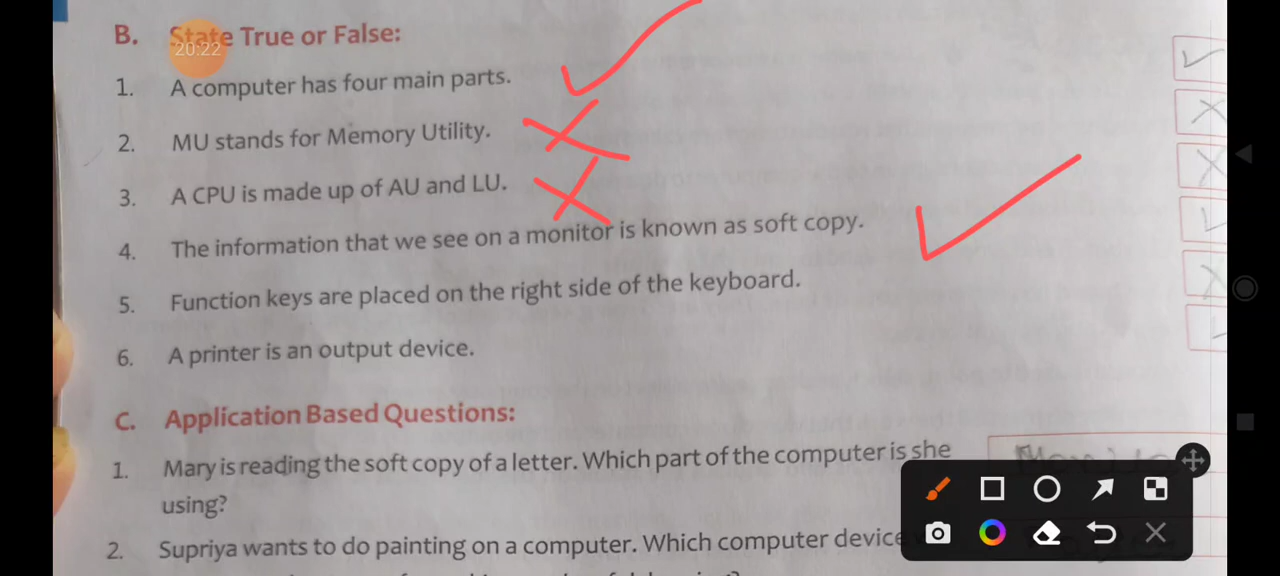 B. State True or False:
20:22
1. A computer has four main parts.
2. MU stands for Memory Utility.
3. A CPU is made up of AU and LU.
4. The information that we see on a monitor is known as soft copy.
5. Function keys are placed on the right side of the keyboard.
6. A printer is an output device.
C. Application Based Questions:
1. Mary is reading the soft copy of a letter. Which part of the computer is she
using?
2. Supriya wants to do painting on a computer. Which computer device